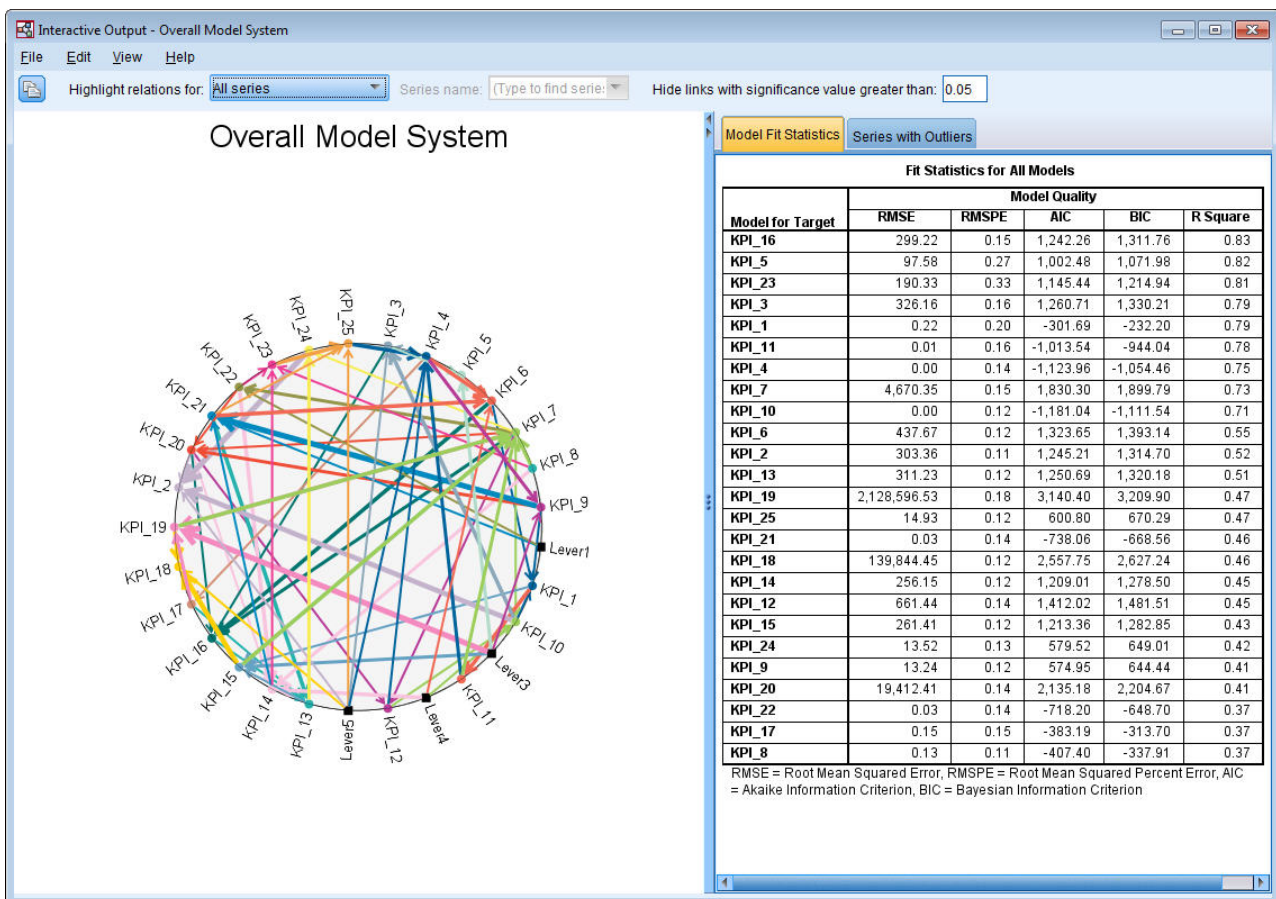 Interactive Output - Overall Model System
File Edit View Help
Highlight relations for: All series Series name: (Type to find serie: Hide links with significance value greater than: 0.05
Overall Model System
KPI_3
KPI_4
KPI_5
KPI_6
KPI_7
KPI_8
KPI_9
Lever1
KPI_1
KPI_10
Lever3
KPI_11
Lever4
KPI_12
Lever5
KPI_13
KPI_14
KPI_15
KPI_16
KPI_17
KPI_18
KPI_19
KPI_2
KPI_20
KPI_21
KPI_22
KPI_23
KPI_24
KPI_25
Model Fit Statistics Series with Outliers
Fit Statistics for All Models
Model for Target Model Quality
RMSE RMSPE AIC BIC R Square
KPI_16 299.22 0.15 1,242.26 1,311.76 0.83
KPI_5 97.58 0.27 1,002.48 1,071.98 0.82
KPI_23 190.33 0.33 1,145.44 1,214.94 0.81
KPI_3 326.16 0.16 1,260.71 1,330.21 0.79
KPI_1 0.22 0.20 -301.69 -232.20 0.79
KPI_11 0.01 0.16 -1,013.54 -944.04 0.78
KPI_4 0.00 0.14 -1,123.96 -1,054.46 0.75
KPI_7 4,670.35 0.15 1,830.30 1,899.79 0.73
KPI_10 0.00 0.12 -1,181.04 -1,111.54 0.71
KPI_6 437.67 0.12 1,323.65 1,393.14 0.55
KPI_2 303.36 0.11 1,245.21 1,314.70 0.52
KPI_13 311.23 0.12 1,250.69 1,320.18 0.51
KPI_19 2,128,596.53 0.18 3,140.40 3,209.90 0.47
KPI_25 14.93 0.12 600.80 670.29 0.47
KPI_21 0.03 0.14 -738.06 -668.56 0.46
KPI_18 139,844.45 0.12 2,557.75 2,627.24 0.46
KPI_14 256.15 0.12 1,209.01 1,278.50 0.45
KPI_12 661.44 0.14 1,412.02 1,481.51 0.45
KPI_15 261.41 0.12 1,213.36 1,282.85 0.43
KPI_24 13.52 0.13 579.52 649.01 0.42
KPI_9 13.24 0.12 574.95 644.44 0.41
KPI_20 19,412.41 0.14 2,135.18 2,204.67 0.41
KPI_22 0.03 0.14 -718.20 -648.70 0.37
KPI_17 0.15 0.15 -383.19 -313.70 0.37
KPI_8 0.13 0.11 -407.40 -337.91 0.37
RMSE = Root Mean Squared Error, RMSPE = Root Mean Squared Percent Error, AIC
= Akaike Information Criterion, BIC = Bayesian Information Criterion